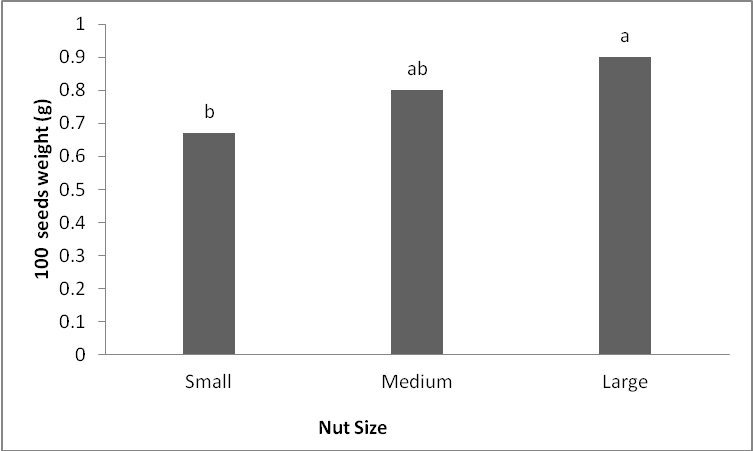 1
0.9
0.8
0.7
0.6
0.5
0.4
0.3
0.2
0.1
0
100 seeds weight (g)
b
ab
a
Small Medium Large
Nut Size